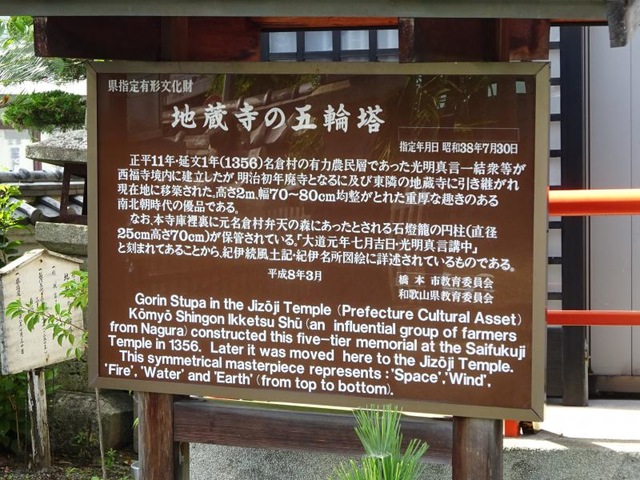 県指定有形文化財
地蔵寺の五輪塔
指定年月日 昭和38年7月30日
正平11年・延文1年(1356)名倉村の有力農民層であった光明真言一結衆等が
西福寺境内に建立したが、明治初年廃寺となるに及び東隣の地蔵寺に引き継がれ
現在地に移築された。高さ2m、幅70〜80cm均整がとれた重厚な趣きのある
南北朝時代の優品である。
なお、本寺庫裡裏に元名倉村弁天の森にあったとされる石燈籠の円柱(直径
25cm高さ70cm)が保管されている。「大道元年七月吉日・光明真言講中」
と刻まれてあることから、紀伊続風土記・紀伊名所図絵に詳述されているものである。
平成8年3月
橋本市教育委員会
和歌山県教育委員会
Gorin Stupa in the Jizōji Temple (Prefecture Cultural Asset)
Kōmyō Shingon Ikketsu Shū (an influential group of farmers
from Nagura) constructed this five-tier memorial at the Saifukuji
Temple in 1356. Later it was moved here to the Jizōji Temple.
This symmetrical masterpiece represents : 'Space', 'Wind',
'Fire', 'Water' and 'Earth' (from top to bottom).